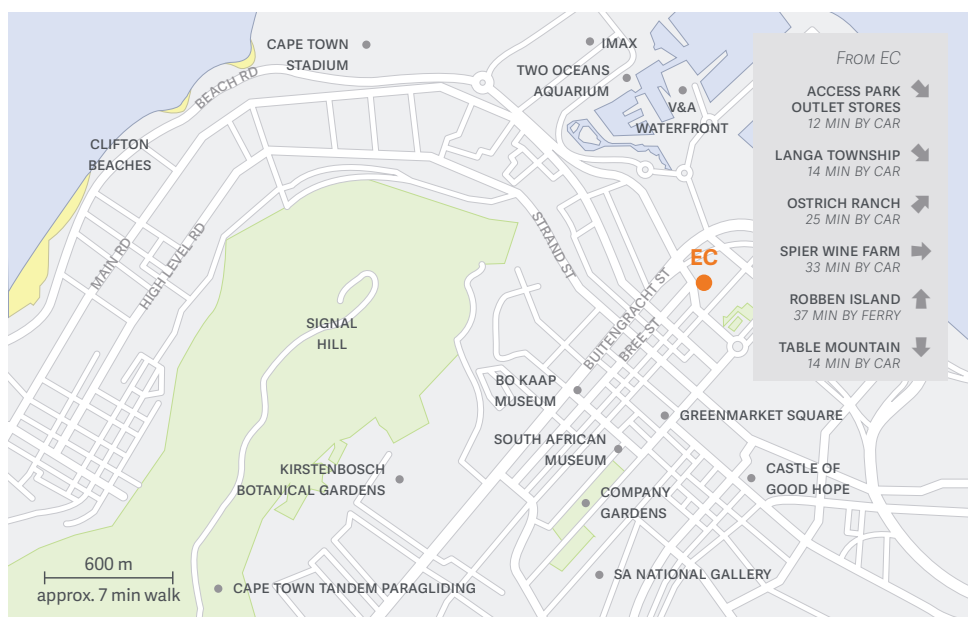 CAPE TOWN
STADIUM
IMAX
TWO OCEANS
AQUARIUM
V&A
WATERFRONT
BEACH RD
CLIFTON
BEACHES
MAIN RD
HIGH LEVEL RD
STRAND ST
BUITENGRACHT ST
BREE ST
EC
SIGNAL
HILL
BO KAAP
MUSEUM
GREENMARKET SQUARE
SOUTH AFRICAN
MUSEUM
KIRSTENBOSCH
BOTANICAL GARDENS
COMPANY
GARDENS
CASTLE OF
GOOD HOPE
SA NATIONAL GALLERY
CAPE TOWN TANDEM PARAGLIDING
600 m
approx. 7 min walk
FROM EC
ACCESS PARK
OUTLET STORES
12 MIN BY CAR
LANGA TOWNSHIP
14 MIN BY CAR
OSTRICH RANCH
25 MIN BY CAR
SPIER WINE FARM
33 MIN BY CAR
ROBBEN ISLAND
37 MIN BY FERRY
TABLE MOUNTAIN
14 MIN BY CAR